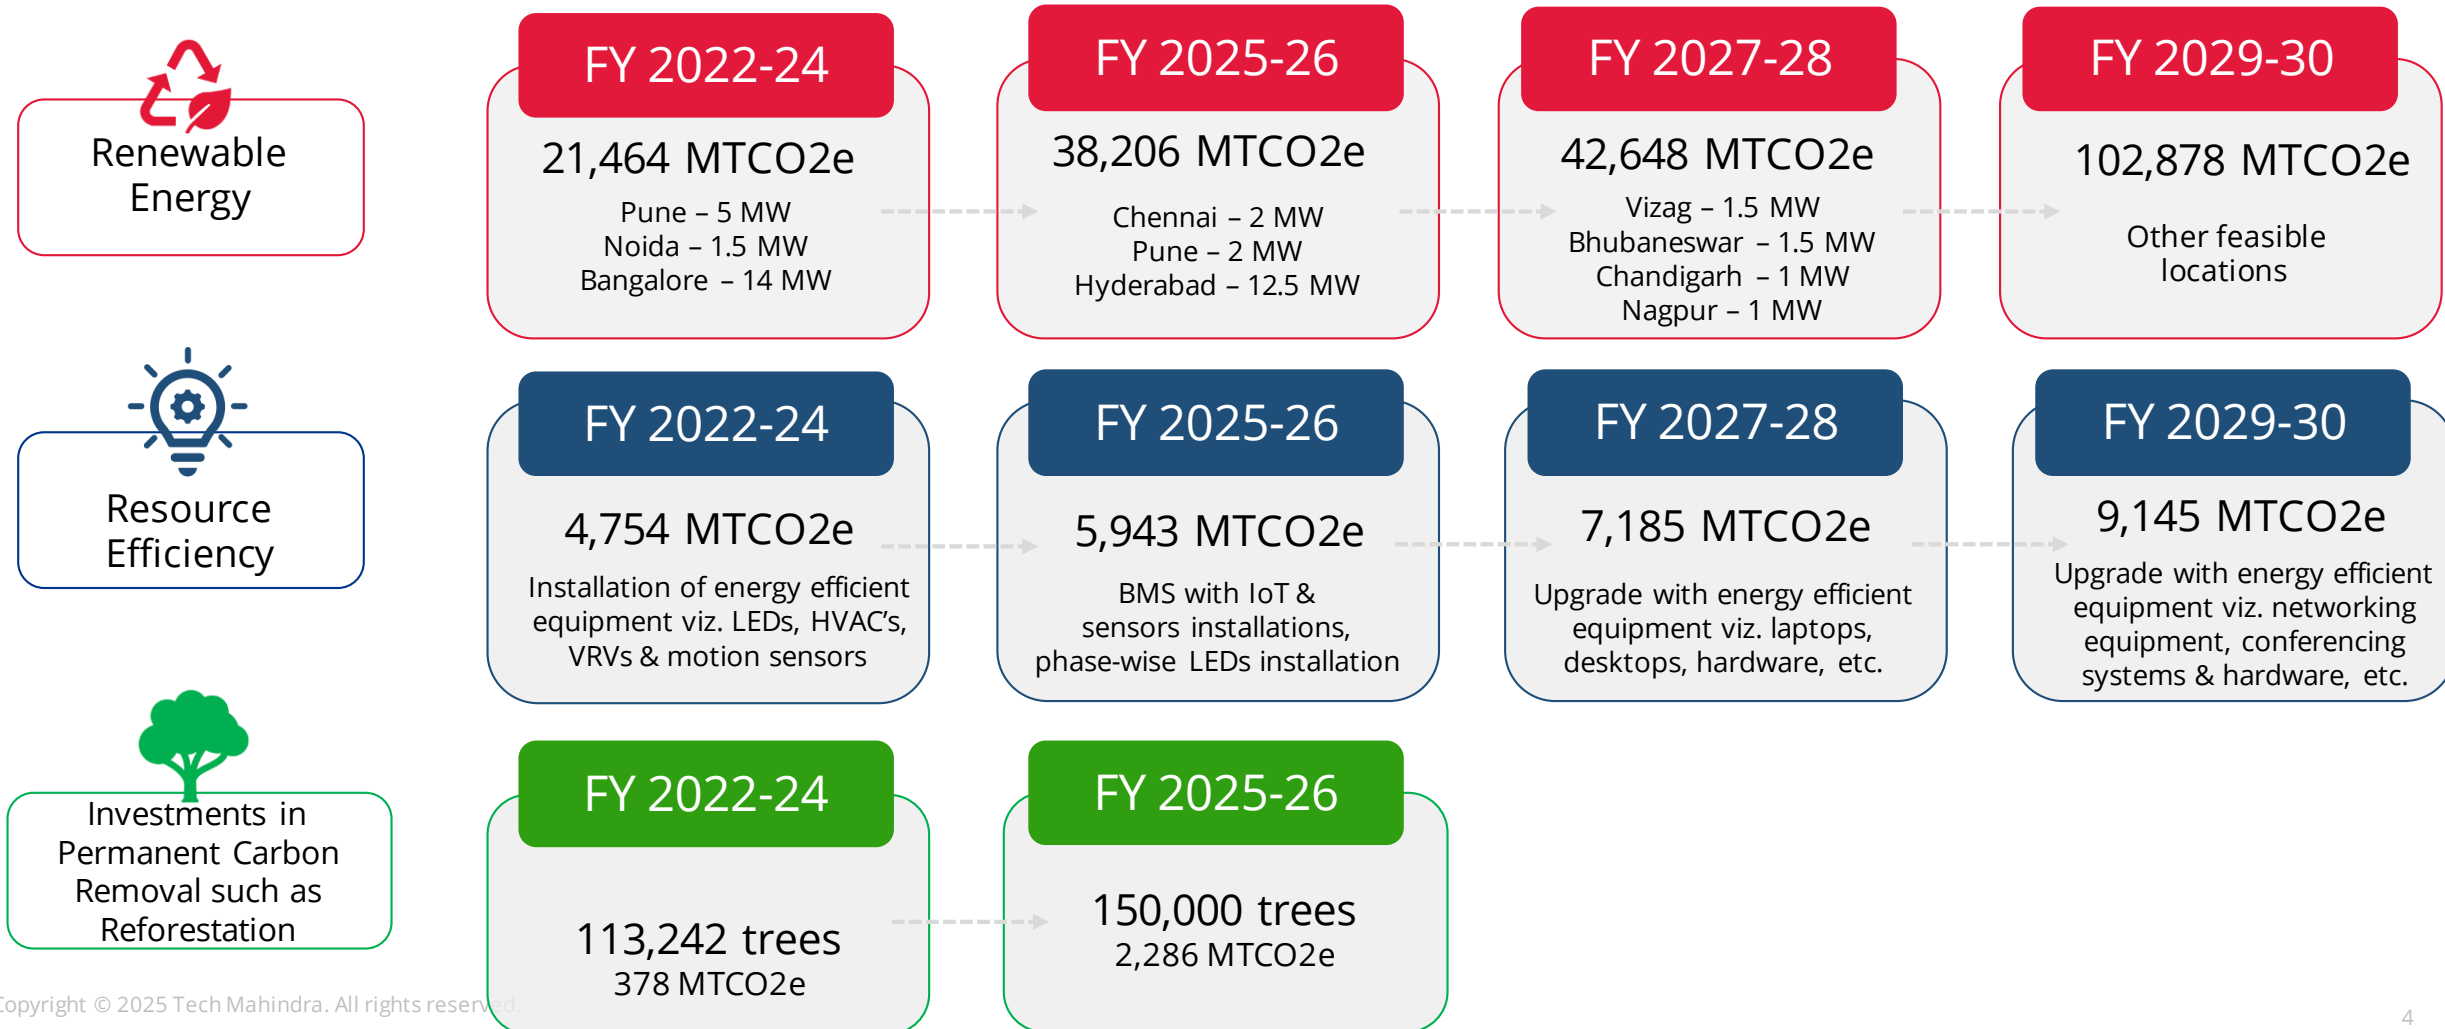 Renewable
Energy
FY 2022-24
21,464 MTCO2e
Pune – 5 MW
Noida – 1.5 MW
Bangalore – 14 MW
FY 2025-26
38,206 MTCO2e
Chennai – 2 MW
Pune – 2 MW
Hyderabad – 12.5 MW
FY 2027-28
42,648 MTCO2e
Vizag – 1.5 MW
Bhubaneswar – 1.5 MW
Chandigarh – 1 MW
Nagpur – 1 MW
FY 2029-30
102,878 MTCO2e
Other feasible
locations
Resource
Efficiency
FY 2022-24
4,754 MTCO2e
Installation of energy efficient
equipment viz. LEDs, HVAC’s,
VRVs & motion sensors
FY 2025-26
5,943 MTCO2e
BMS with IoT &
sensors installations,
phase-wise LEDs installation
FY 2027-28
7,185 MTCO2e
Upgrade with energy efficient
equipment viz. laptops,
desktops, hardware, etc.
FY 2029-30
9,145 MTCO2e
Upgrade with energy efficient
equipment viz. networking
equipment, conferencing
systems & hardware, etc.
Investments in
Permanent Carbon
Removal such as
Reforestation
FY 2022-24
113,242 trees
378 MTCO2e
FY 2025-26
150,000 trees
2,286 MTCO2e
Copyright © 2025 Tech Mahindra. All rights reserved.
4